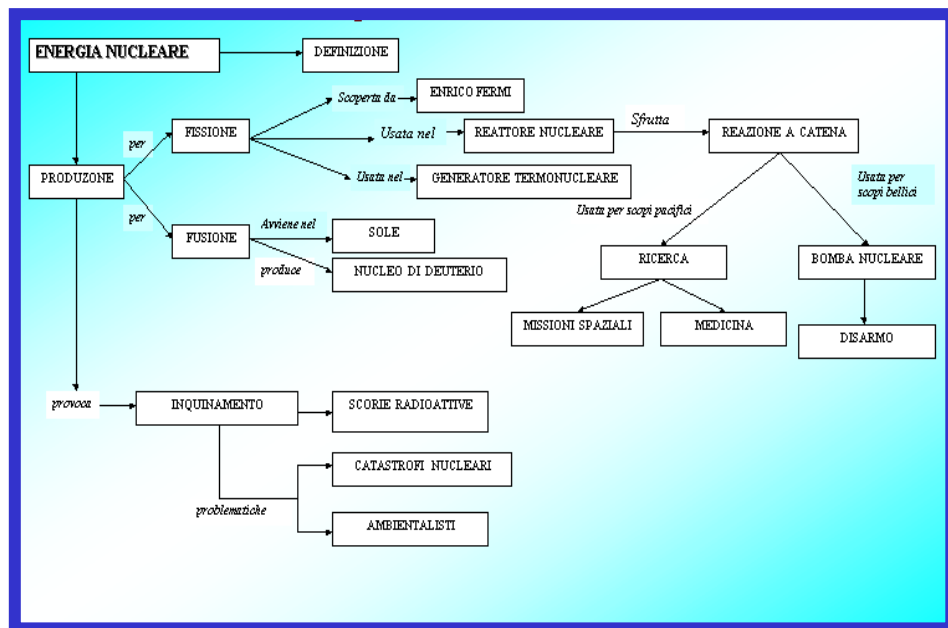 ENERGIA NUCLEARE
DEFINIZIONE
Scoperta da
ENRICO FERMI
per
FISSIONE
Usata nel
REATTORE NUCLEARE
Sfrutta
REAZIONE A CATENA
PRODUZONE
Usata nel
GENERATORE TERMONUCLEARE
Usata per
scopi bellici
Usata per scopi pacifici
per
FUSIONE
Avviene nel
SOLE
produce
NUCLEO DI DEUTERIO
RICERCA
BOMBA NUCLEARE
MISSIONI SPAZIALI
MEDICINA
DISARMO
provoca
INQUINAMENTO
SCORIE RADIOATTIVE
CATASTROFI NUCLEARI
problematiche
AMBIENTALISTI